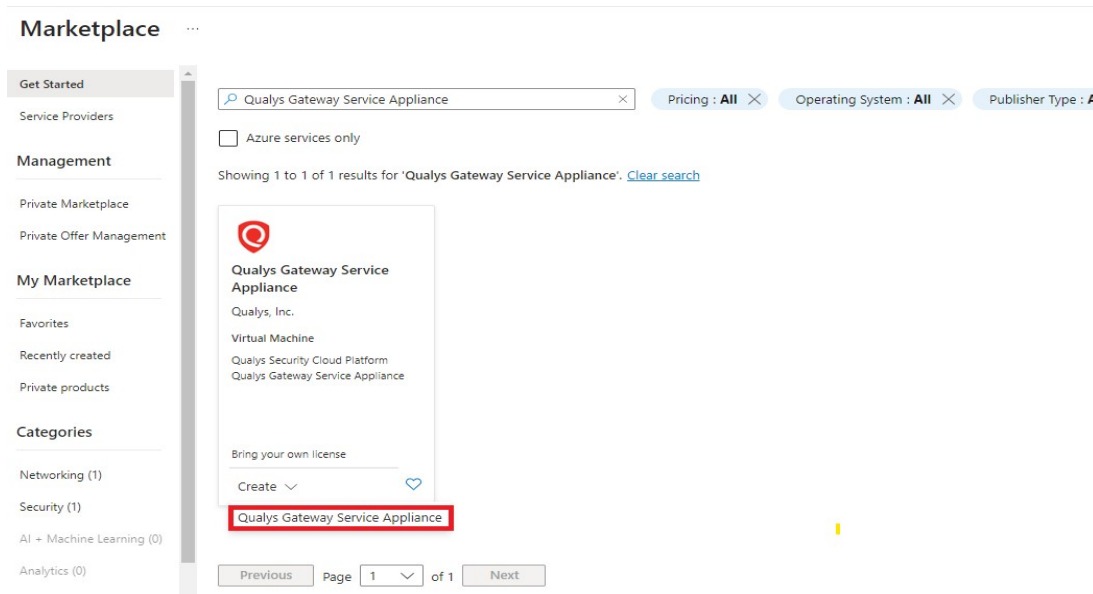 Marketplace ...
Get Started
Service Providers
Management
Private Marketplace
Private Offer Management
My Marketplace
Favorites
Recently created
Private products
Categories
Networking (1)
Security (1)
AI + Machine Learning (0)
Analytics (0)
Qualys Gateway Service Appliance
Pricing : All
Operating System : All
Publisher Type : A
Azure services only
Showing 1 to 1 of 1 results for 'Qualys Gateway Service Appliance'. Clear search
Qualys Gateway Service
Appliance
Qualys, Inc.
Virtual Machine
Qualys Security Cloud Platform
Qualys Gateway Service Appliance
Bring your own license
Create
Qualys Gateway Service Appliance
Previous Page 1 of 1 Next